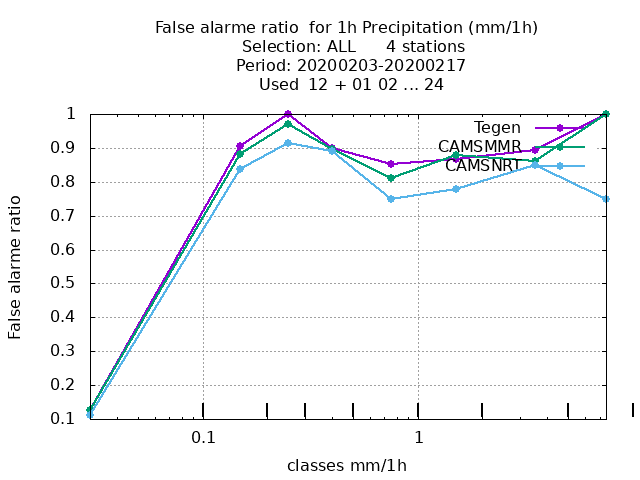 False alarme ratio  for 1h Precipitation (mm/1h)
Selection: ALL      4 stations
Period: 20200203-20200217
Used  12 + 01 02 ... 24
Tegen
CAMSMMR
CAMSNRT
1
0.9
0.8
0.7
0.6
0.5
0.4
0.3
0.2
0.1
False alarme ratio
0.1 1
classes mm/1h